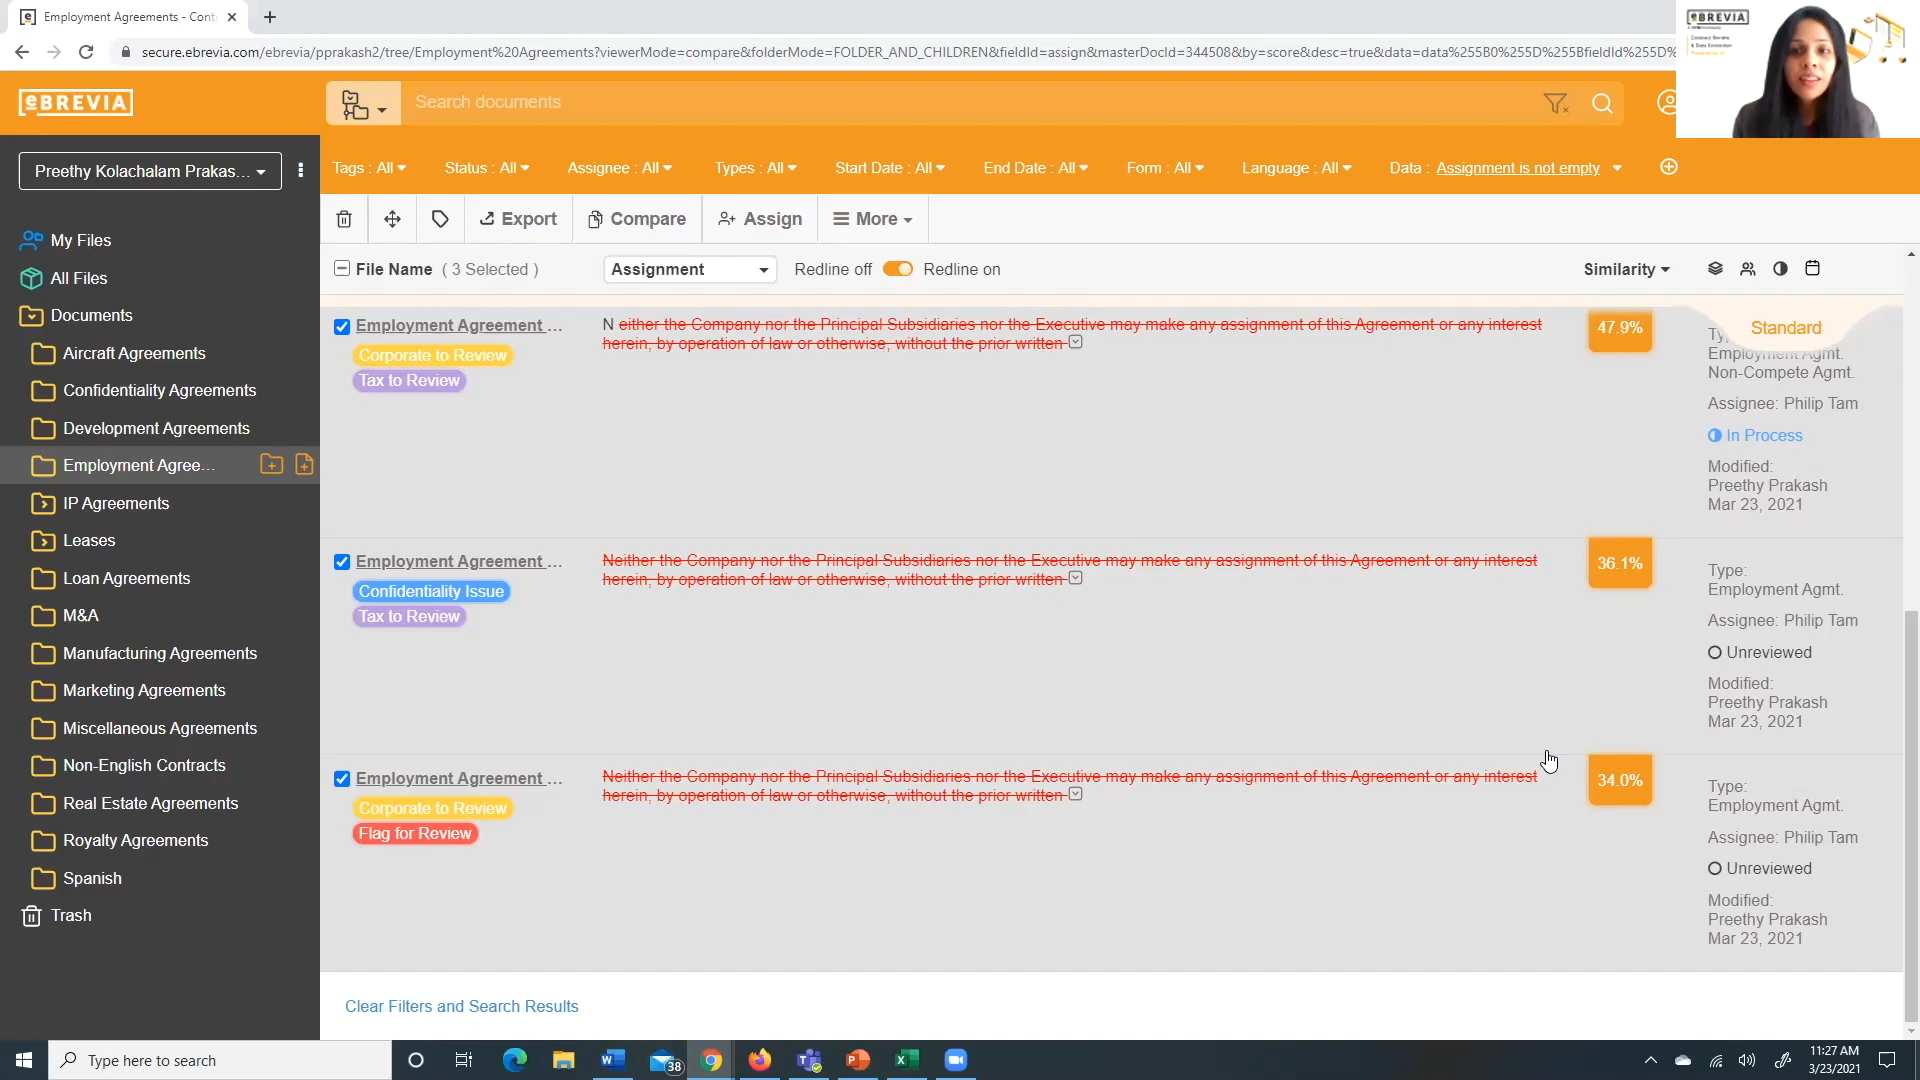 Employment Agreements - Cont
secure.ebrevia.com/ebrevia/pprakash2/tree/Employment%20Agreements?viewerMode=compare&folderMode=FOLDER_AND_CHILDREN&fieldId=assign&masterDocId=344508&by=score&desc=true&data=data%255B0%255D%255BfieldId%255D%
eBREVIA
eBREVIA
Search documents
Preethy Kolachalam Prakas...
Tags : All Status : All Assignee : All Types : All Start Date : All End Date : All Form : All Language : All Data : Assignment is not empty
Export Compare Assign More
File Name ( 3 Selected ) Assignment Redline off Redline on Similarity
My Files
All Files
Documents
Aircraft Agreements
Confidentiality Agreements
Development Agreements
Employment Agree...
IP Agreements
Leases
Loan Agreements
M&A
Manufacturing Agreements
Marketing Agreements
Miscellaneous Agreements
Non-English Contracts
Real Estate Agreements
Royalty Agreements
Spanish
Trash
Employment Agreement ...
Corporate to Review
Tax to Review
N either the Company nor the Principal Subsidiaries nor the Executive may make any assignment of this Agreement or any interest
herein, by operation of law or otherwise, without the prior written
47.9%
Standard
Employment Agmt.
Non-Compete Agmt.
Assignee: Philip Tam
In Process
Modified:
Preethy Prakash
Mar 23, 2021
Employment Agreement ...
Confidentiality Issue
Tax to Review
Neither the Company nor the Principal Subsidiaries nor the Executive may make any assignment of this Agreement or any interest
herein, by operation of law or otherwise, without the prior written
36.1%
Type:
Employment Agmt.
Assignee: Philip Tam
Unreviewed
Modified:
Preethy Prakash
Mar 23, 2021
Employment Agreement ...
Corporate to Review
Flag for Review
Neither the Company nor the Principal Subsidiaries nor the Executive may make any assignment of this Agreement or any interest
herein, by operation of law or otherwise, without the prior written
34.0%
Type:
Employment Agmt.
Assignee: Philip Tam
Unreviewed
Modified:
Preethy Prakash
Mar 23, 2021
Clear Filters and Search Results
Type here to search
38
11:27 AM
3/23/2021